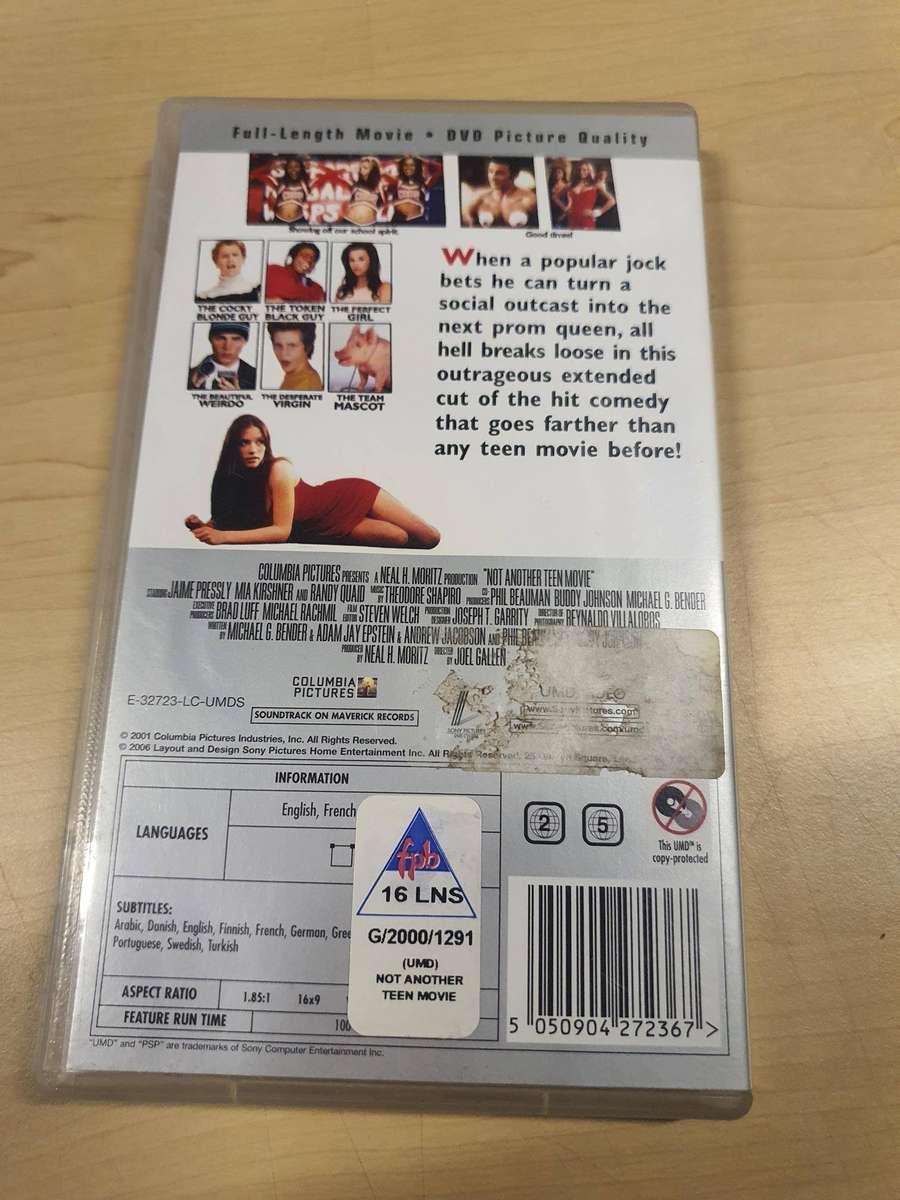 Full-Length Movie • DVD Picture Quality
Showing off our school spirit.
Good dress!
THE COCKY BLONDE GUY
THE TOKEN BLACK GUY
THE PERFECT GIRL
THE BEAUTIFUL WEIRDO
THE DESPERATE VIRGIN
THE TEAM MASCOT
When a popular jock
bets he can turn a
social outcast into the
next prom queen, all
hell breaks loose in this
outrageous extended
cut of the hit comedy
that goes farther than
any teen movie before!
COLUMBIA PICTURES PRESENTS A NEAL H. MORITZ PRODUCTION "NOT ANOTHER TEEN MOVIE"
STARRING JAIME PRESSLY MIA KIRSHNER AND RANDY QUAID MUSIC BY THEODORE SHAPIRO CO-PRODUCERS PHIL BEAUMAN BUDDY JOHNSON MICHAEL G. BENDER
EXECUTIVE PRODUCERS BRAD LUFF MICHAEL RACHMIL FILM EDITOR STEVEN WELCH PRODUCTION DESIGNER JOSEPH T. GARRITY DIRECTOR OF PHOTOGRAPHY REYNALDO VILLALOBOS
WRITTEN BY MICHAEL G. BENDER & ADAM JAY EPSTEIN & ANDREW JACOBSON AND PHIL
PRODUCED BY NEAL H. MORITZ DIRECTED BY JOEL GALLEN
COLUMBIA
PICTURES
UMD VIDEO
E-32723-LC-UMDS
SOUNDTRACK ON MAVERICK RECORDS
SONY PICTURES
© 2001 Columbia Pictures Industries, Inc. All Rights Reserved.
© 2006 Layout and Design Sony Pictures Home Entertainment Inc. All Rights Reserved. Square,
INFORMATION
LANGUAGES
English, French
2 5
This UMD™ is
copy-protected
fpb
16 LNS
G/2000/1291
(UMD)
NOT ANOTHER
TEEN MOVIE
SUBTITLES:
Arabic, Danish, English, Finnish, French, German, Gree
Portuguese, Swedish, Turkish
ASPECT RATIO 1.85:1 16x9
FEATURE RUN TIME 100
5 050904 272367 >
"UMD" and "PSP" are trademarks of Sony Computer Entertainment Inc.